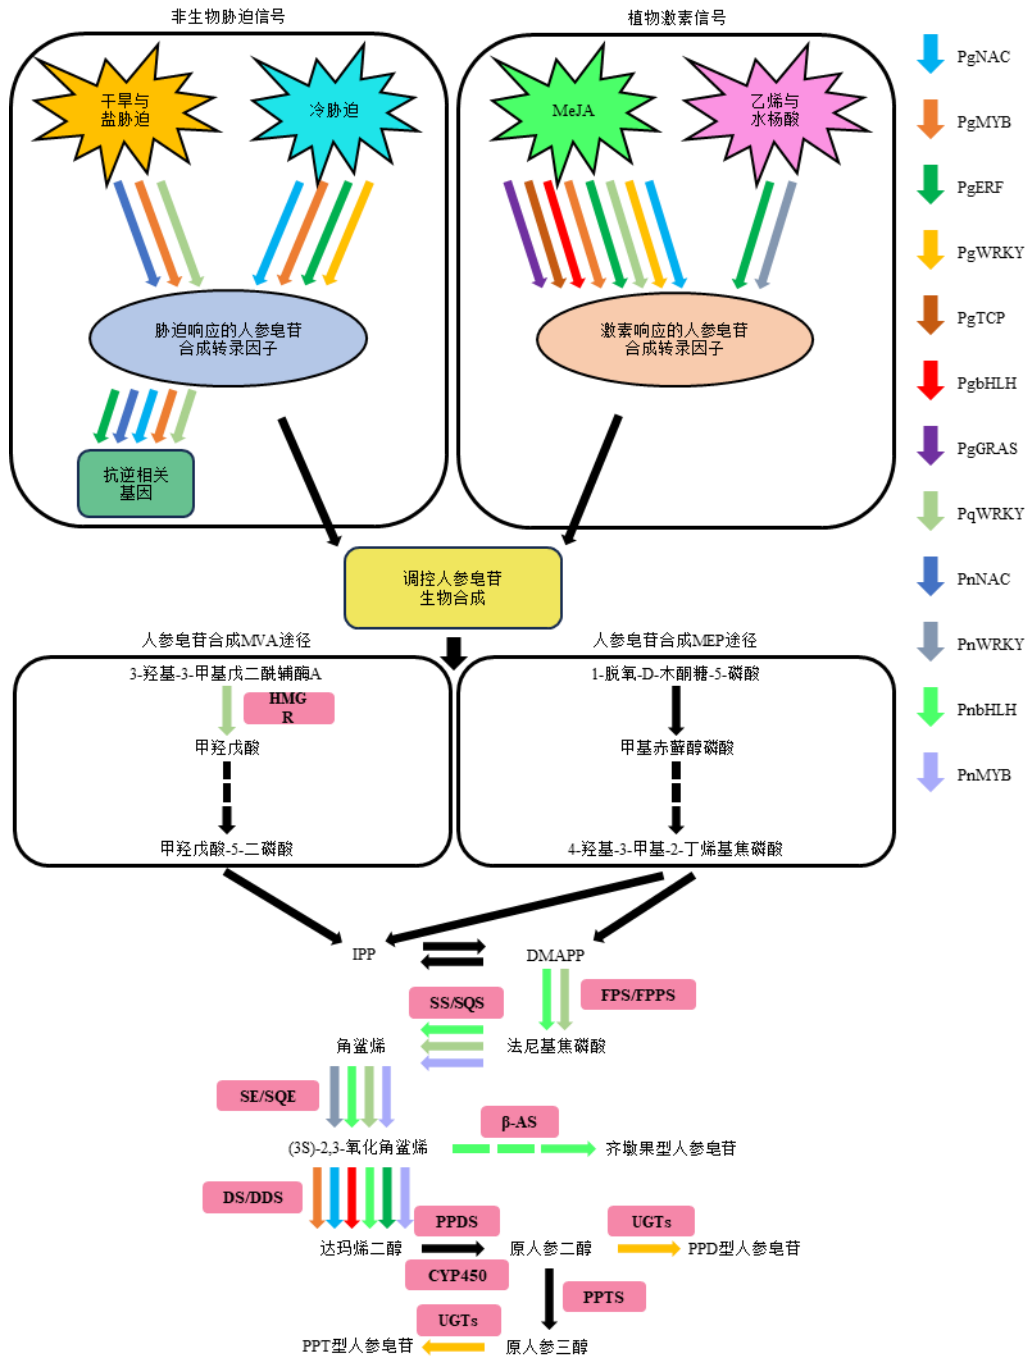 非生物胁迫信号
植物激素信号
干旱与
盐胁迫
冷胁迫
MeJA
乙烯与
水杨酸
胁迫响应的人参皂苷
合成转录因子
激素响应的人参皂苷
合成转录因子
抗逆相关
基因
调控人参皂苷
生物合成
PgNAC
PgMYB
PgERF
PgWRKY
PgTCP
PgbHLH
PgGRAS
PqWRKY
PnNAC
PnWRKY
PnbHLH
PnMYB
人参皂苷合成MVA途径
人参皂苷合成MEP途径
3-羟基-3-甲基戊二酰辅酶A
HMG
R
甲羟戊酸
甲羟戊酸-5-二磷酸
1-脱氧-D-木酮糖-5-磷酸
甲基赤藓醇磷酸
4-羟基-3-甲基-2-丁烯基焦磷酸
IPP
DMAPP
SS/SQS
FPS/FPPS
角鲨烯
法尼基焦磷酸
SE/SQE
β-AS
(3S)-2,3-氧化角鲨烯
齐墩果型人参皂苷
DS/DDS
PPDS
UGTs
达玛烯二醇
原人参二醇
PPD型人参皂苷
CYP450
PPTS
UGTs
PPT型人参皂苷
原人参三醇